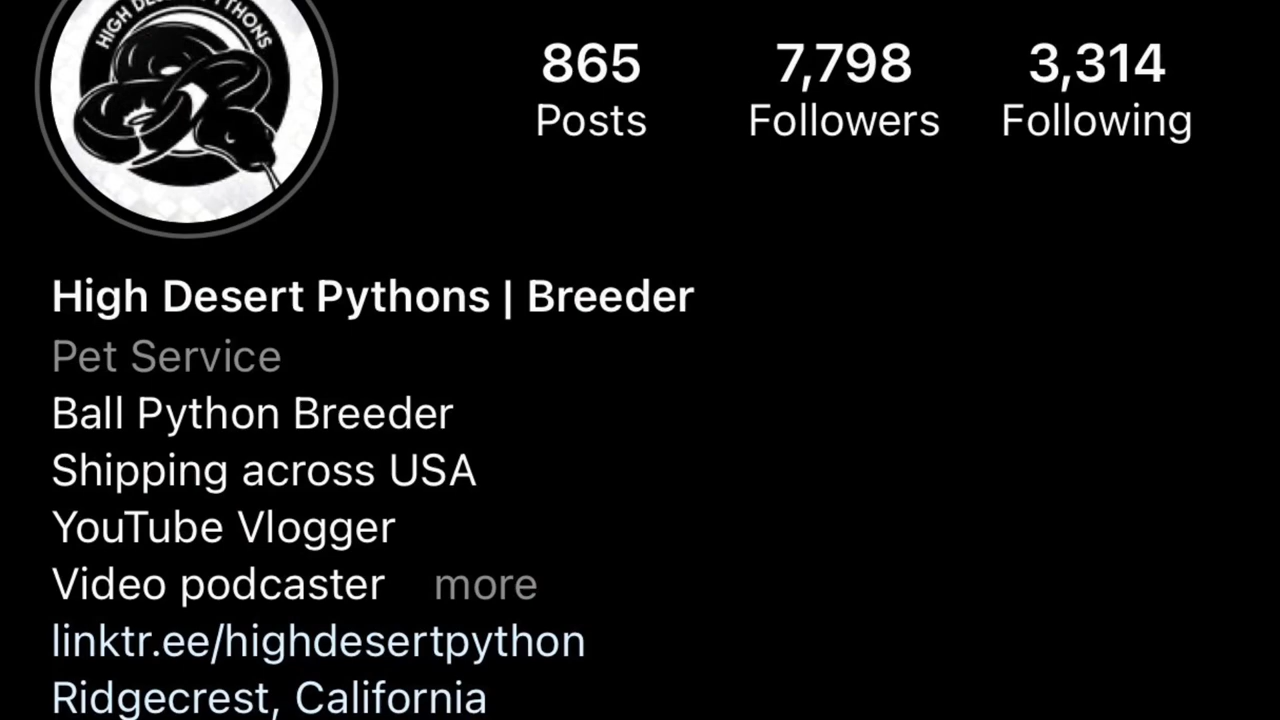 HIGH DESERT PYTHONS
865 7,798 3,314
Posts Followers Following
High Desert Pythons | Breeder
Pet Service
Ball Python Breeder
Shipping across USA
YouTube Vlogger
Video podcaster more
linktr.ee/highdesertpython
Ridgecrest, California